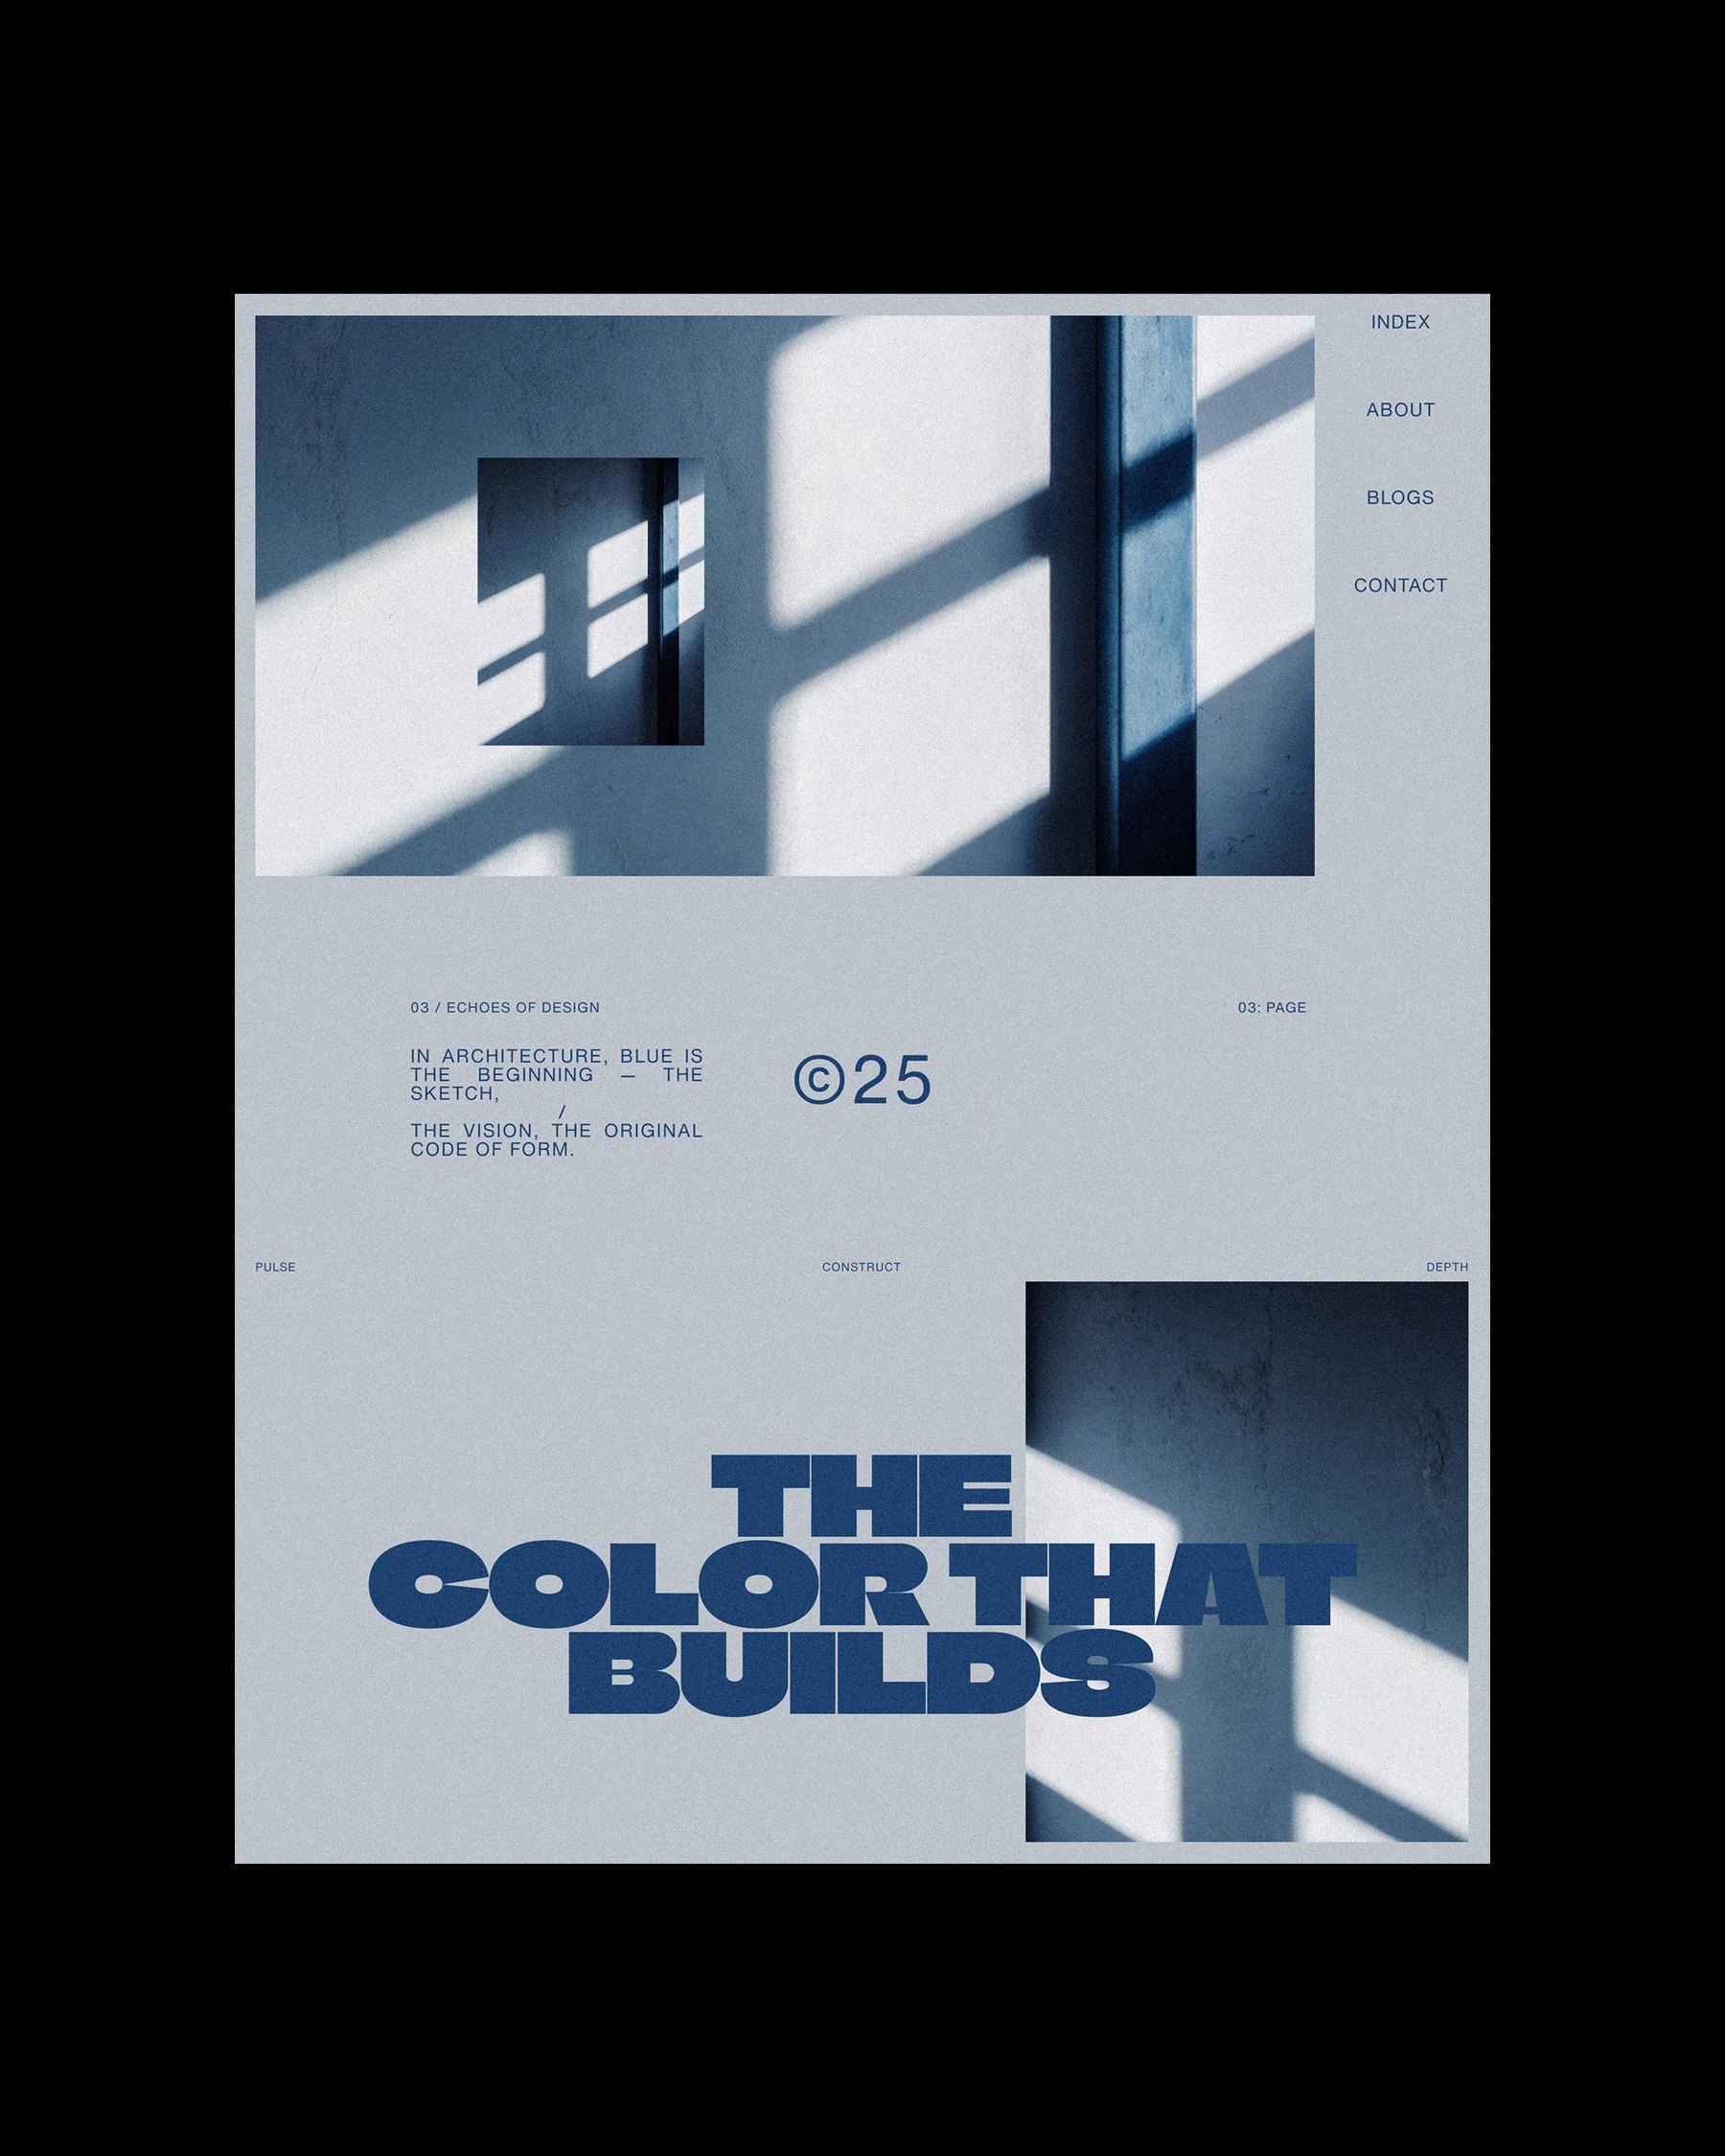 INDEX
ABOUT
BLOGS
CONTACT
03 / ECHOES OF DESIGN
03: PAGE
IN ARCHITECTURE, BLUE IS
THE BEGINNING — THE
SKETCH,
/
THE VISION, THE ORIGINAL
CODE OF FORM.
©25
PULSE
CONSTRUCT
DEPTH
THE
COLOR THAT
BUILDS